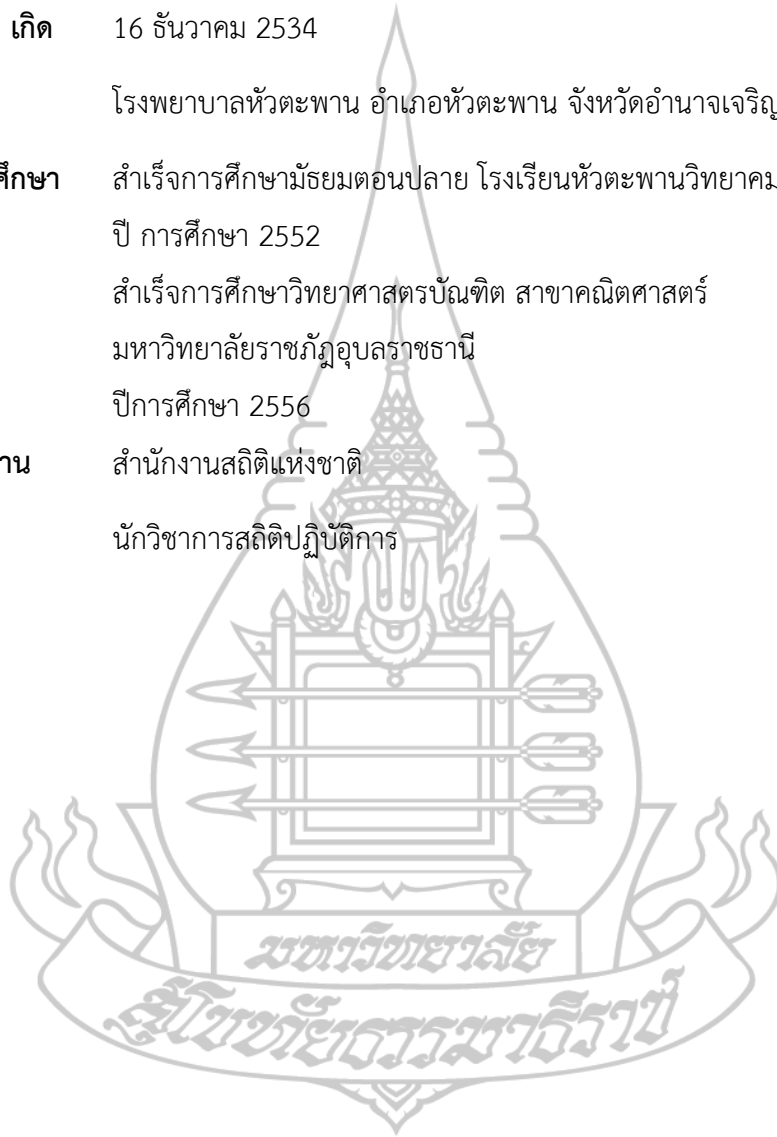 เกิด 16 ธันวาคม 2534
โรงพยาบาลหัวตะพาน อำเภอหัวตะพาน จังหวัดอำนาจเจริญ
ศึกษา สำเร็จการศึกษามัธยมตอนปลาย โรงเรียนหัวตะพานวิทยาคม
ปี การศึกษา 2552
สำเร็จการศึกษาวิทยาศาสตรบัณฑิต สาขาคณิตศาสตร์
มหาวิทยาลัยราชภัฎอุบลราชธานี
ปีการศึกษา 2556
าน สำนักงานสถิติแห่งชาติ
นักวิชาการสถิติปฏิบัติการ
มหาวิทยาลัย
สุโขทัยธรรมาธิราช